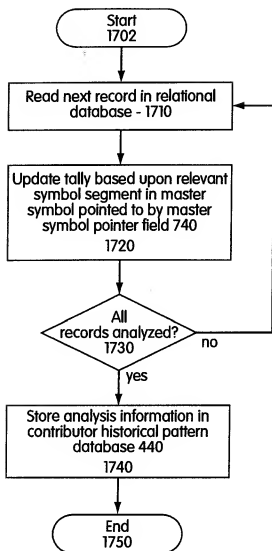 Start
1702
Read next record in relational
database - 1710
Update tally based upon relevant
symbol segment in master
symbol pointed to by master
symbol pointer field 740
1720
All
records analyzed?
1730
no
yes
Store analysis information in
contributor historical pattern
database 440
1740
End
1750